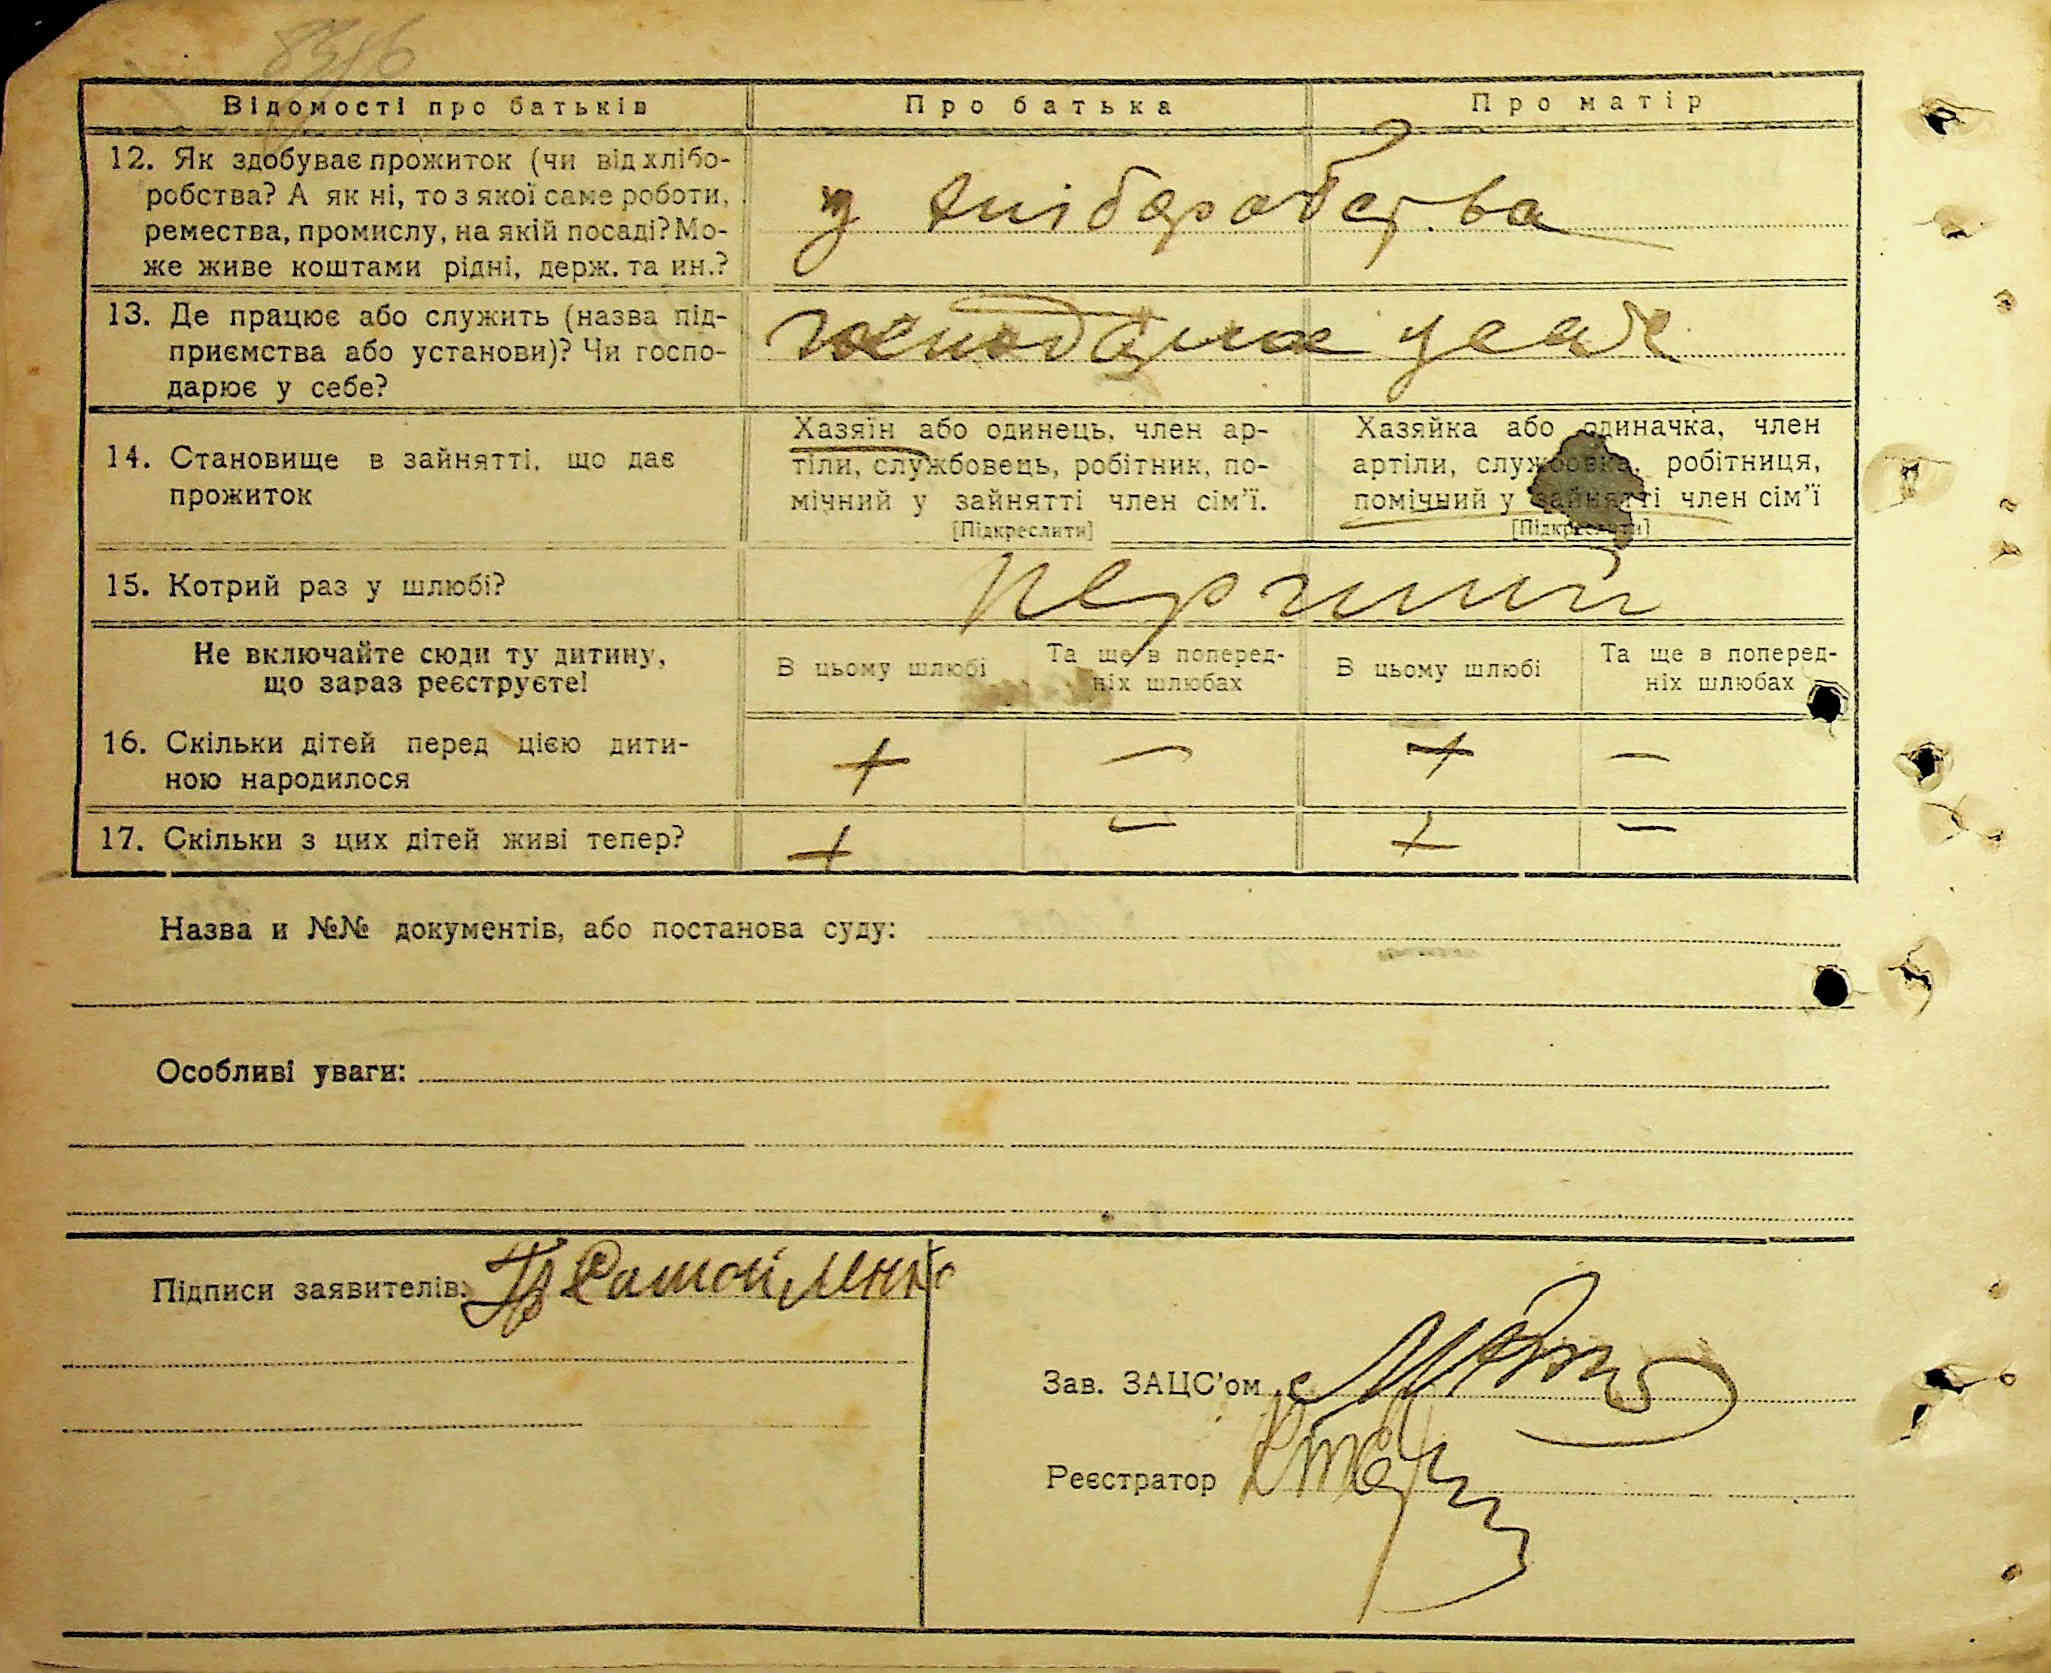 8316
Відомості про батьків
Про батька
Про матір
12. Як здобуває прожиток (чи від хлібо-
робства? А як ні, то з якої саме роботи,
ремества, промислу, на якій посаді? Мо-
же живе коштами рідні, держ. та ин.?
з хліборобства
13. Де працює або служить (назва під-
приємства або установи)? Чи госпо-
дарює у себе?
14. Становище в зайнятті, що дає
прожиток
Хазяїн або одинець, член ар-
тіли, службовець, робітник, по-
мічний у зайнятті член сім'ї.
[Підкреслити]
Хазяйка або одиначка, член
артіли, службовка, робітниця,
помічний у зайнятті член сім'ї
[Підкреслити]
15. Котрий раз у шлюбі?
перший
Не включайте сюди ту дитину,
що зараз реєструєте!
В цьому шлюбі
Та ще в поперед-
ніх шлюбах
В цьому шлюбі
Та ще в поперед-
ніх шлюбах
16. Скільки дітей перед цією дити-
ною народилося
+ — + —
17. Скільки з цих дітей живі тепер?
+ — + —
Назва и №№ документів, або постанова суду:
Особливі уваги:
Підписи заявителів: Самойленко
Зав. ЗАЦС'ом
Реєстратор